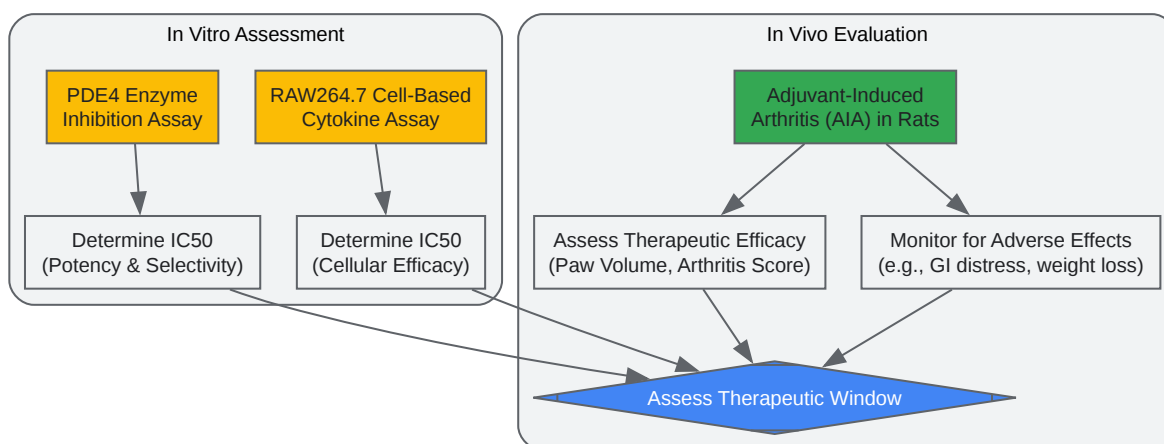 In Vitro Assessment
PDE4 Enzyme
Inhibition Assay
RAW264.7 Cell-Based
Cytokine Assay
Determine IC50
(Potency & Selectivity)
Determine IC50
(Cellular Efficacy)
In Vivo Evaluation
Adjuvant-Induced
Arthritis (AIA) in Rats
Assess Therapeutic Efficacy
(Paw Volume, Arthritis Score)
Monitor for Adverse Effects
(e.g., GI distress, weight loss)
Assess Therapeutic Window